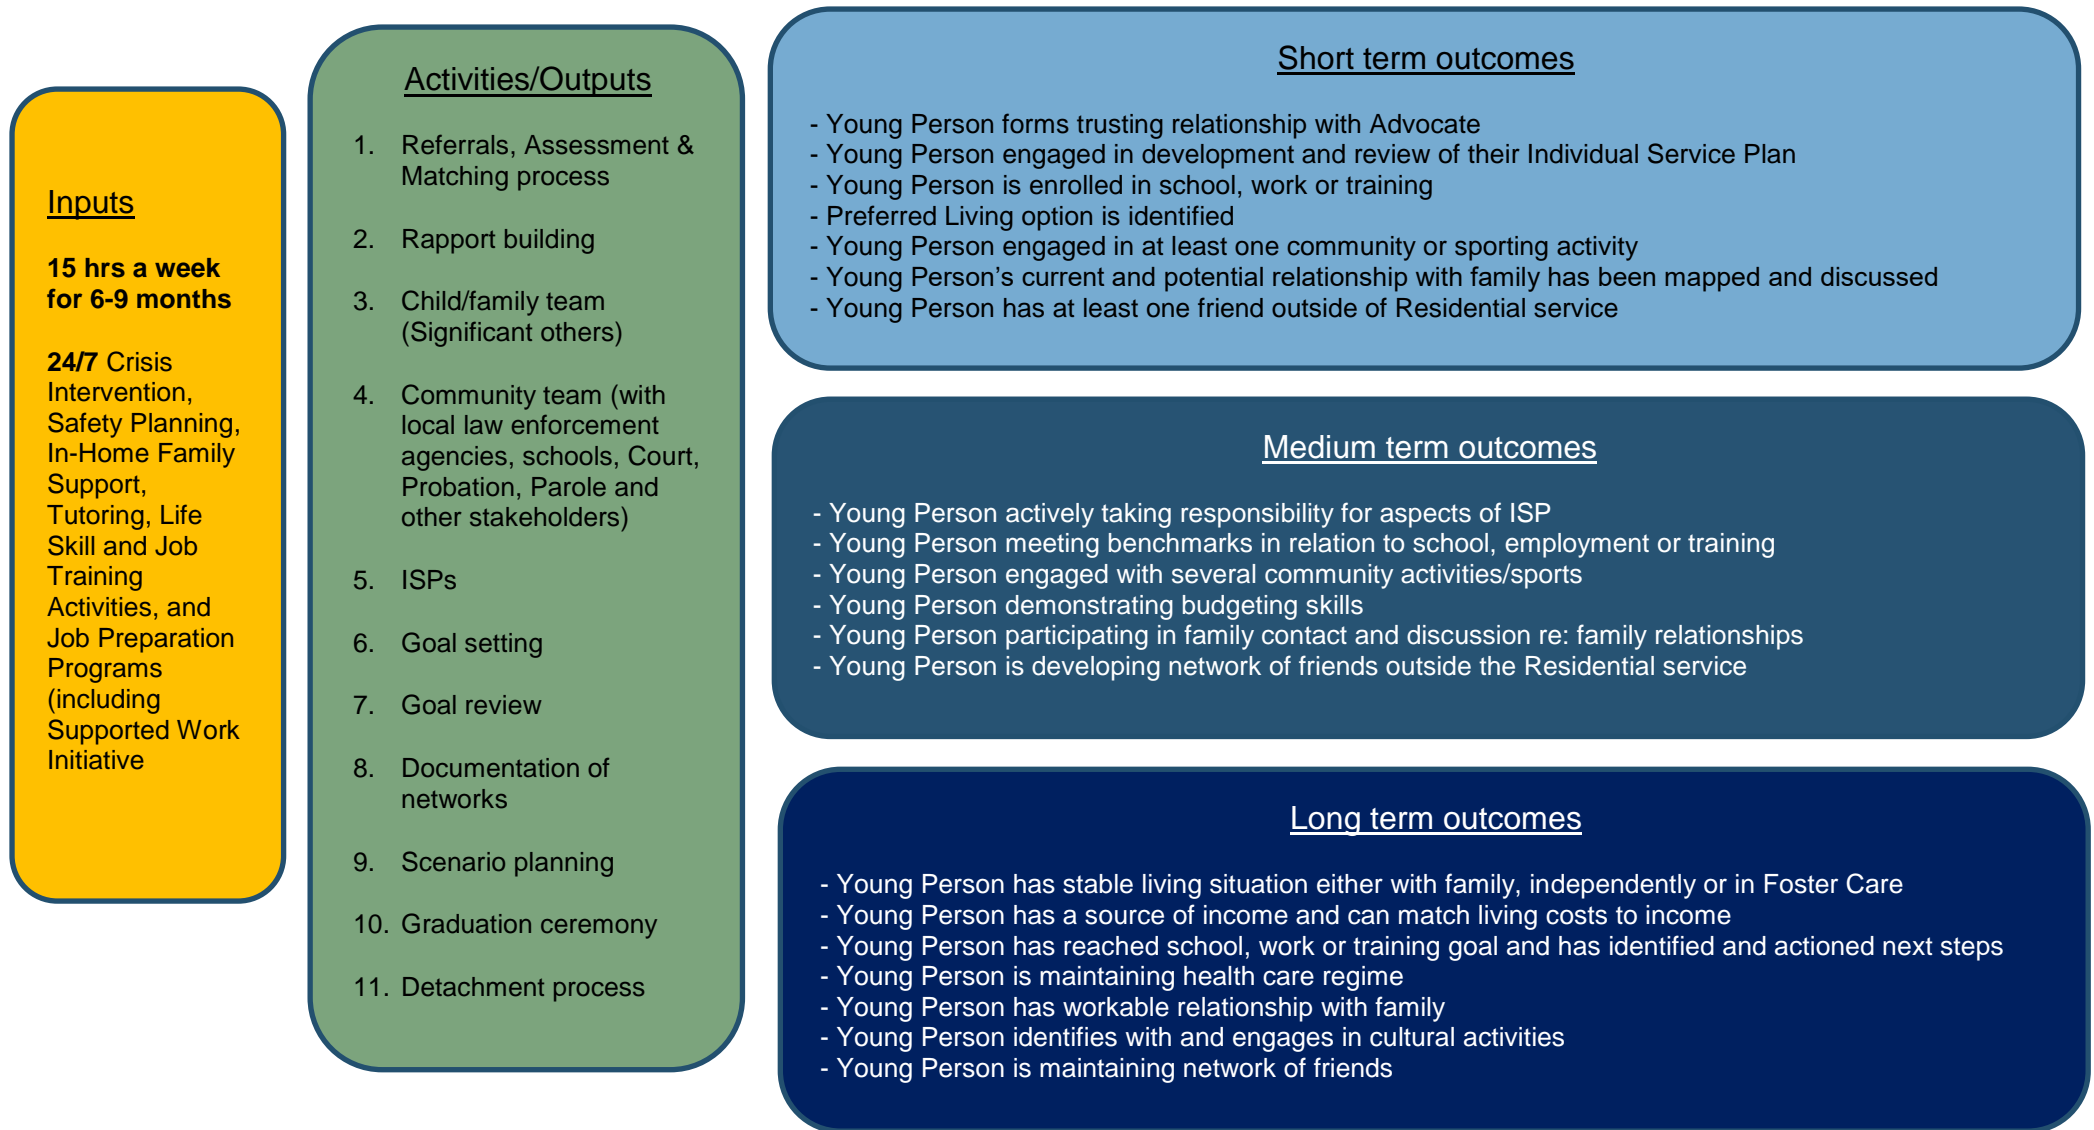 Inputs
15 hrs a week
for 6-9 months
24/7 Crisis
Intervention,
Safety Planning,
In-Home Family
Support,
Tutoring, Life
Skill and Job
Training
Activities, and
Job Preparation
Programs
(including
Supported Work
Initiative
Activities/Outputs
1. Referrals, Assessment &
Matching process
2. Rapport building
3. Child/family team
(Significant others)
4. Community team (with
local law enforcement
agencies, schools, Court,
Probation, Parole and
other stakeholders)
5. ISPs
6. Goal setting
7. Goal review
8. Documentation of
networks
9. Scenario planning
10. Graduation ceremony
11. Detachment process
Short term outcomes
- Young Person forms trusting relationship with Advocate
- Young Person engaged in development and review of their Individual Service Plan
- Young Person is enrolled in school, work or training
- Preferred Living option is identified
- Young Person engaged in at least one community or sporting activity
- Young Person’s current and potential relationship with family has been mapped and discussed
- Young Person has at least one friend outside of Residential service
Medium term outcomes
- Young Person actively taking responsibility for aspects of ISP
- Young Person meeting benchmarks in relation to school, employment or training
- Young Person engaged with several community activities/sports
- Young Person demonstrating budgeting skills
- Young Person participating in family contact and discussion re: family relationships
- Young Person is developing network of friends outside the Residential service
Long term outcomes
- Young Person has stable living situation either with family, independently or in Foster Care
- Young Person has a source of income and can match living costs to income
- Young Person has reached school, work or training goal and has identified and actioned next steps
- Young Person is maintaining health care regime
- Young Person has workable relationship with family
- Young Person identifies with and engages in cultural activities
- Young Person is maintaining network of friends